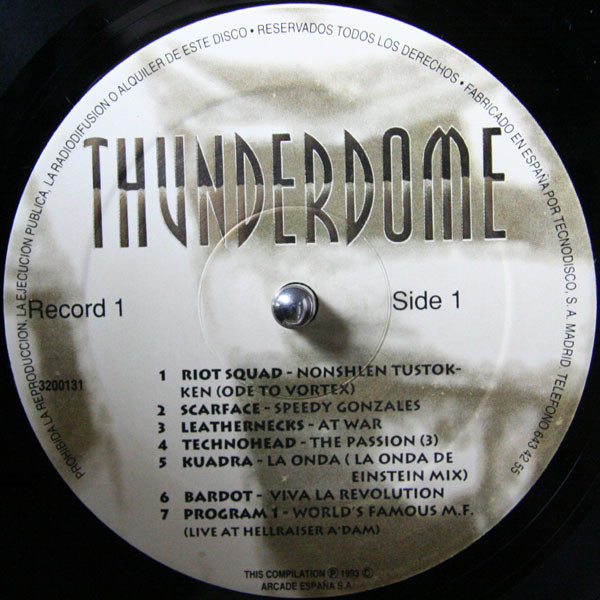 PROHIBIDA LA REPRODUCCION, LA EJECUCION PUBLICA, LA RADIODIFUSION O ALQUILER DE ESTE DISCO • RESERVADOS TODOS LOS DERECHOS • FABRICADO EN ESPAÑA POR TECNODISCO, S. A. MADRID. TELEFONO 643 42 55
THUNDERDOME
Record 1
Side 1
3200131
1 RIOT SQUAD - NONSHLEN TUSTOK-
KEN (ODE TO VORTEX)
2 SCARFACE - SPEEDY GONZALES
3 LEATHERNECKS - AT WAR
4 TECHNOHEAD - THE PASSION (3)
5 KUADRA - LA ONDA ( LA ONDA DE
EINSTEIN MIX)
6 BARDOT - VIVA LA REVOLUTION
7 PROGRAM 1 - WORLD'S FAMOUS M.F.
(LIVE AT HELLRAISER A'DAM)
THIS COMPILATION ℗ 1993 ©
ARCADE ESPAÑA S.A.